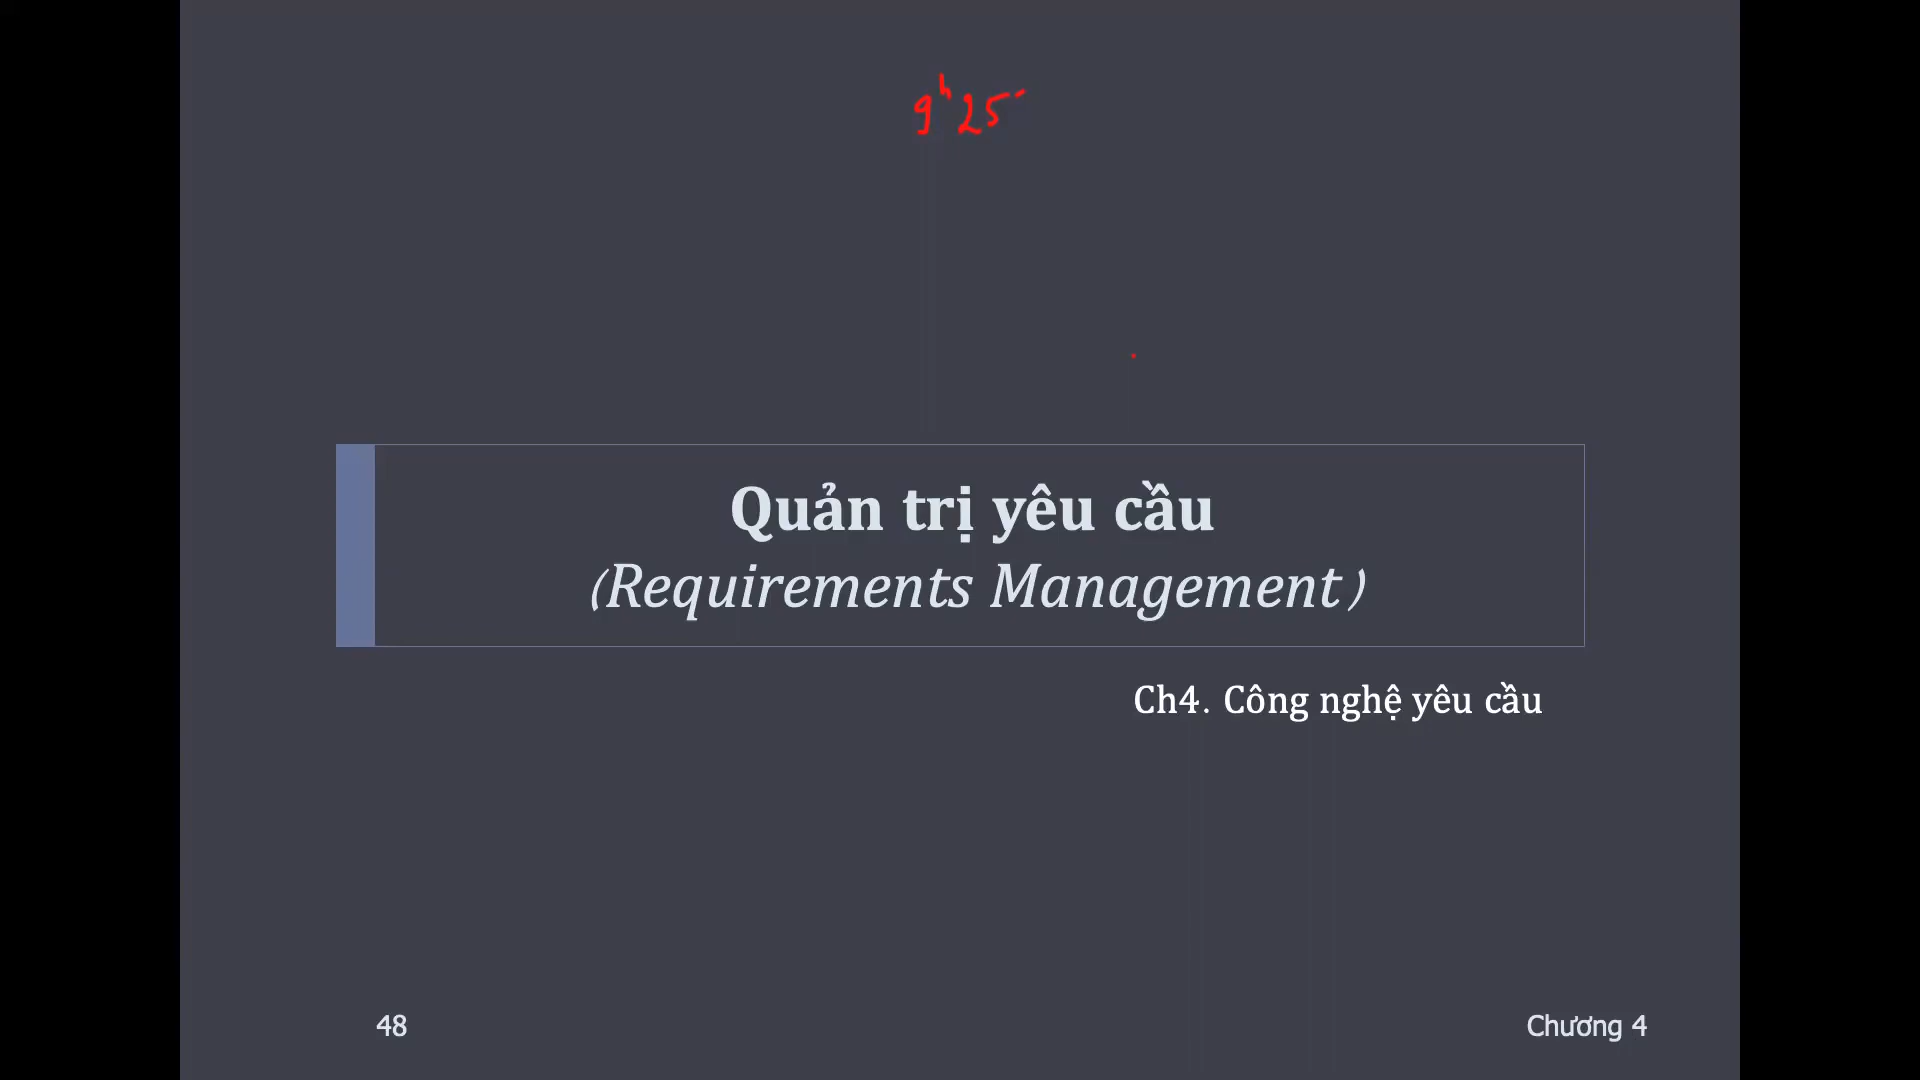 9h25'
Quản trị yêu cầu
(Requirements Management)
Ch4. Công nghệ yêu cầu
48
Chương 4